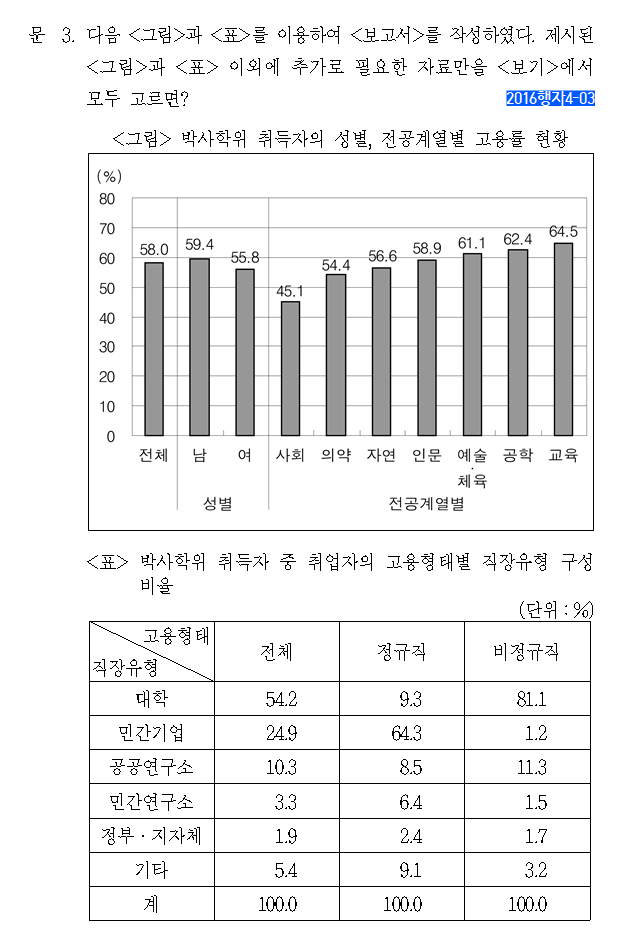 문 3. 다음 <그림>과 <표>를 이용하여 <보고서>를 작성하였다. 제시된
<그림>과 <표> 이외에 추가로 필요한 자료만을 <보기>에서
모두 고르면?
2016행자4-03
<그림> 박사학위 취득자의 성별, 전공계열별 고용률 현황
(%)
80
70
60
50
40
30
20
10
0
58.0 59.4 55.8 45.1 54.4 56.6 58.9 61.1 62.4 64.5
전체 남 여 사회 의약 자연 인문 예술·체육 공학 교육
성별 전공계열별
<표> 박사학위 취득자 중 취업자의 고용형태별 직장유형 구성
비율
(단위 : %)
고용형태
직장유형
전체 정규직 비정규직
대학 54.2 9.3 81.1
민간기업 24.9 64.3 1.2
공공연구소 10.3 8.5 11.3
민간연구소 3.3 6.4 1.5
정부·지자체 1.9 2.4 1.7
기타 5.4 9.1 3.2
계 100.0 100.0 100.0